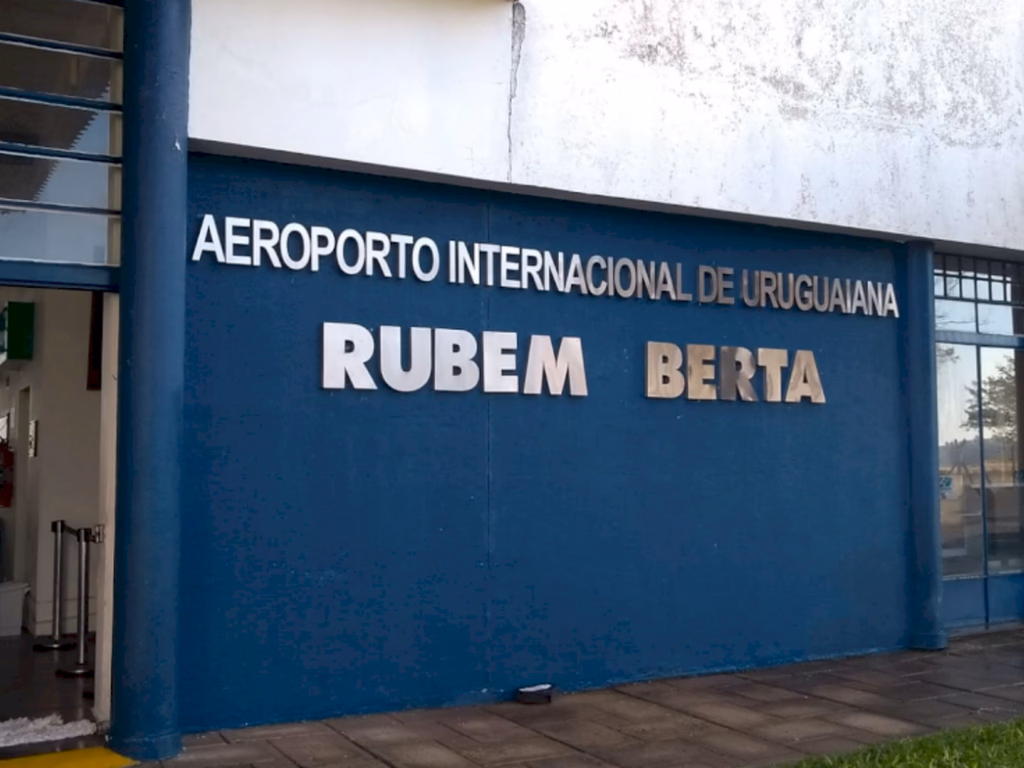 AEROPORTO INTERNACIONAL DE URUGUAIANA
RUBEM BERTA